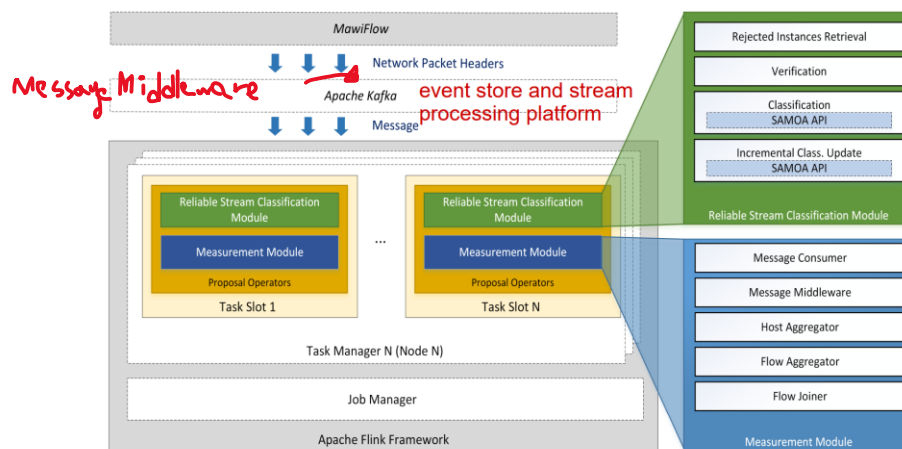 MawiFlow
Network Packet Headers
Message Middleware
Apache Kafka
event store and stream
processing platform
Message
Reliable Stream Classification
Module
Measurement Module
Proposal Operators
Task Slot 1
...
Reliable Stream Classification
Module
Measurement Module
Proposal Operators
Task Slot N
Task Manager N (Node N)
Job Manager
Apache Flink Framework
Rejected Instances Retrieval
Verification
Classification
SAMOA API
Incremental Class. Update
SAMOA API
Reliable Stream Classification Module
Message Consumer
Message Middleware
Host Aggregator
Flow Aggregator
Flow Joiner
Measurement Module